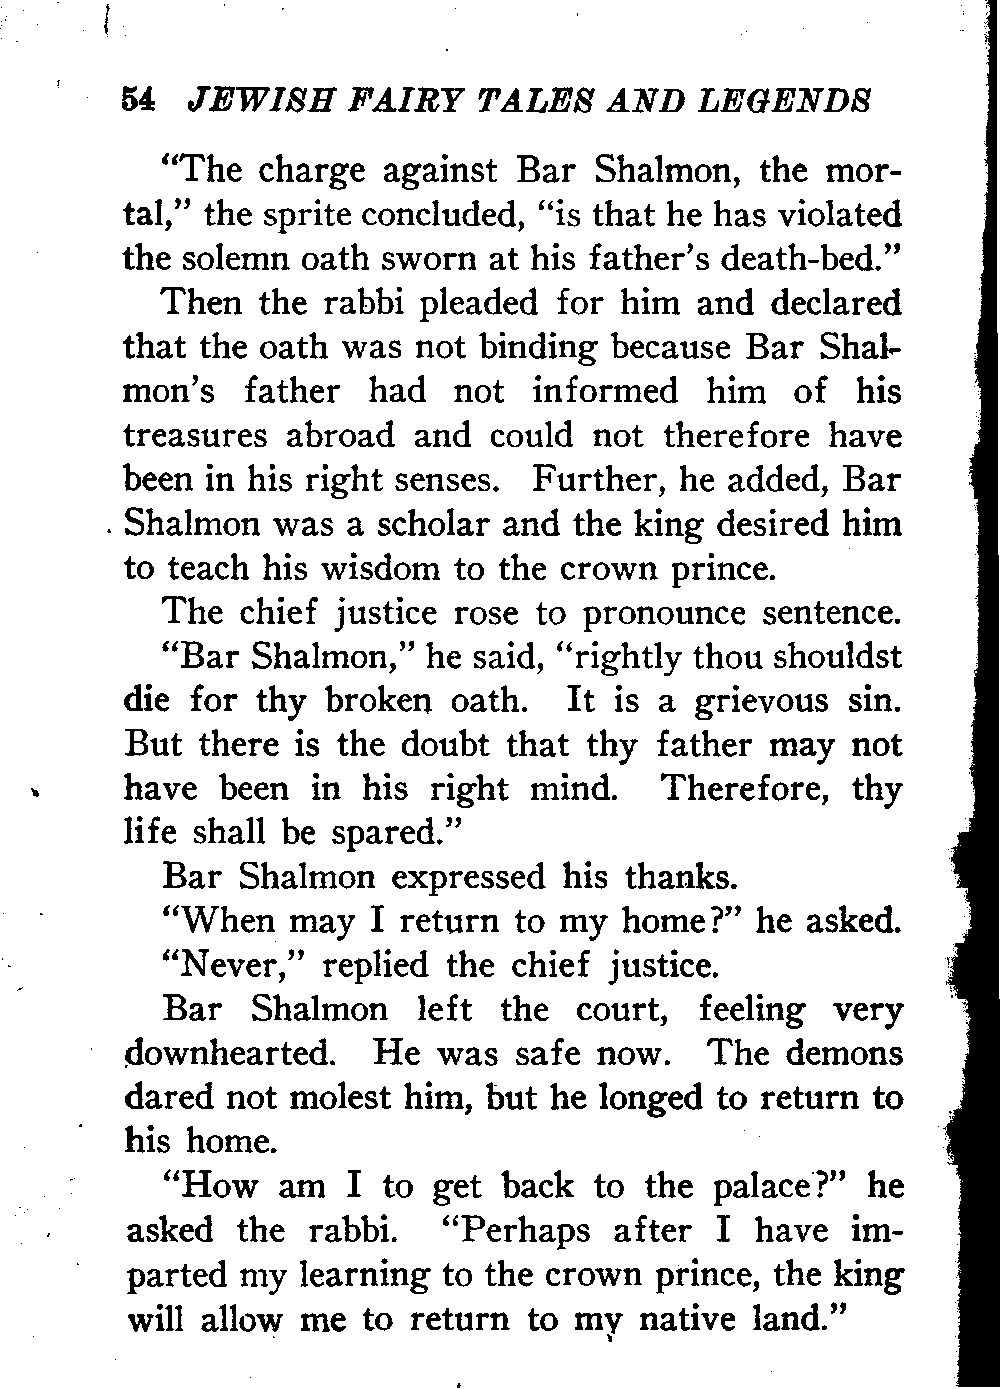 54 JEWISH FAIRY TALES AND LEGENDS
“The charge against Bar Shalmon, the mor-
tal,” the sprite concluded, “is that he has violated
the solemn oath sworn at his father’s death-bed.”
Then the rabbi pleaded for him and declared
that the oath was not binding because Bar Shal-
mon’s father had not informed him of his
treasures abroad and could not therefore have
been in his right senses. Further, he added, Bar
Shalmon was a scholar and the king desired him
to teach his wisdom to the crown prince.
The chief justice rose to pronounce sentence.
“Bar Shalmon,” he said, “rightly thou shouldst
die for thy broken oath. It is a grievous sin.
But there is the doubt that thy father may not
have been in his right mind. Therefore, thy
life shall be spared.”
Bar Shalmon expressed his thanks.
“When may I return to my home?” he asked.
“Never,” replied the chief justice.
Bar Shalmon left the court, feeling very
downhearted. He was safe now. The demons
dared not molest him, but he longed to return to
his home.
“How am I to get back to the palace?” he
asked the rabbi. “Perhaps after I have im-
parted my learning to the crown prince, the king
will allow me to return to my native land.”